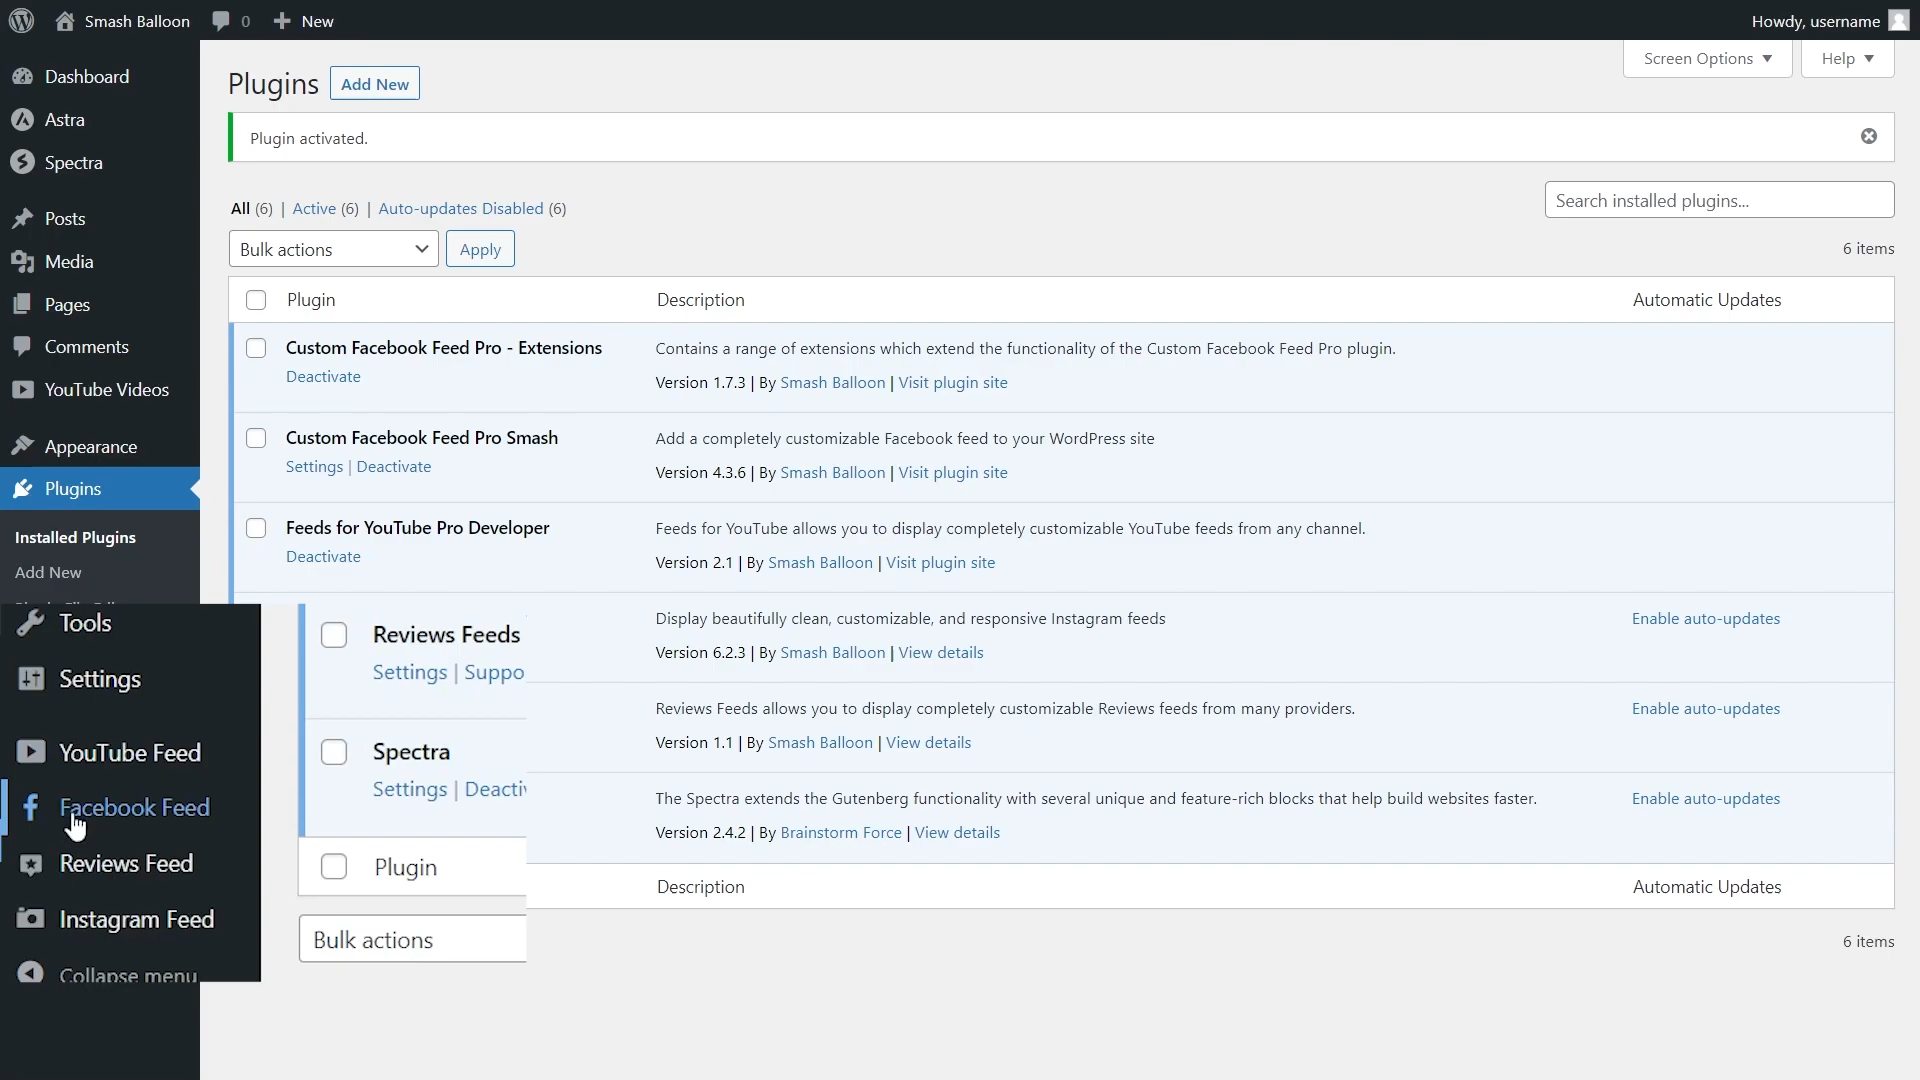 Smash Balloon 0 New
Howdy, username
Screen Options Help
Dashboard
Astra
Spectra
Posts
Media
Pages
Comments
YouTube Videos
Appearance
Plugins
Installed Plugins
Add New
Tools
Settings
YouTube Feed
Facebook Feed
Reviews Feed
Instagram Feed
Collapse menu
Plugins Add New
Plugin activated.
All (6) | Active (6) | Auto-updates Disabled (6)
Search installed plugins...
Bulk actions Apply
6 items
Plugin Description Automatic Updates
Custom Facebook Feed Pro - Extensions
Deactivate
Contains a range of extensions which extend the functionality of the Custom Facebook Feed Pro plugin.
Version 1.7.3 | By Smash Balloon | Visit plugin site
Custom Facebook Feed Pro Smash
Settings | Deactivate
Add a completely customizable Facebook feed to your WordPress site
Version 4.3.6 | By Smash Balloon | Visit plugin site
Feeds for YouTube Pro Developer
Deactivate
Feeds for YouTube allows you to display completely customizable YouTube feeds from any channel.
Version 2.1 | By Smash Balloon | Visit plugin site
Display beautifully clean, customizable, and responsive Instagram feeds
Version 6.2.3 | By Smash Balloon | View details
Enable auto-updates
Reviews Feeds
Settings | Suppo
Reviews Feeds allows you to display completely customizable Reviews feeds from many providers.
Version 1.1 | By Smash Balloon | View details
Enable auto-updates
Spectra
Settings | Deactiv
The Spectra extends the Gutenberg functionality with several unique and feature-rich blocks that help build websites faster.
Version 2.4.2 | By Brainstorm Force | View details
Enable auto-updates
Plugin Description Automatic Updates
Bulk actions
6 items